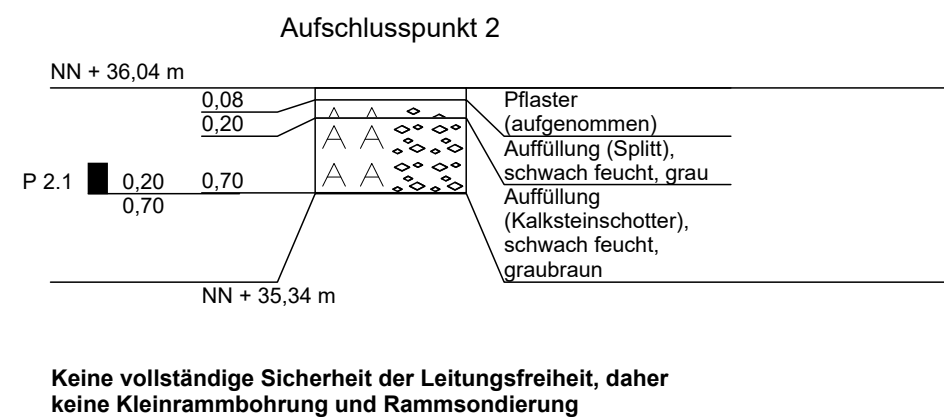 Aufschlusspunkt 2
NN + 36,04 m
0,08
0,20
Pflaster
(aufgenommen)
Auffüllung (Splitt),
schwach feucht, grau
P 2.1
0,20
0,70
0,70
Auffüllung
(Kalksteinschotter),
schwach feucht,
graubraun
NN + 35,34 m
Keine vollständige Sicherheit der Leitungsfreiheit, daher
keine Kleinrammbohrung und Rammsondierung